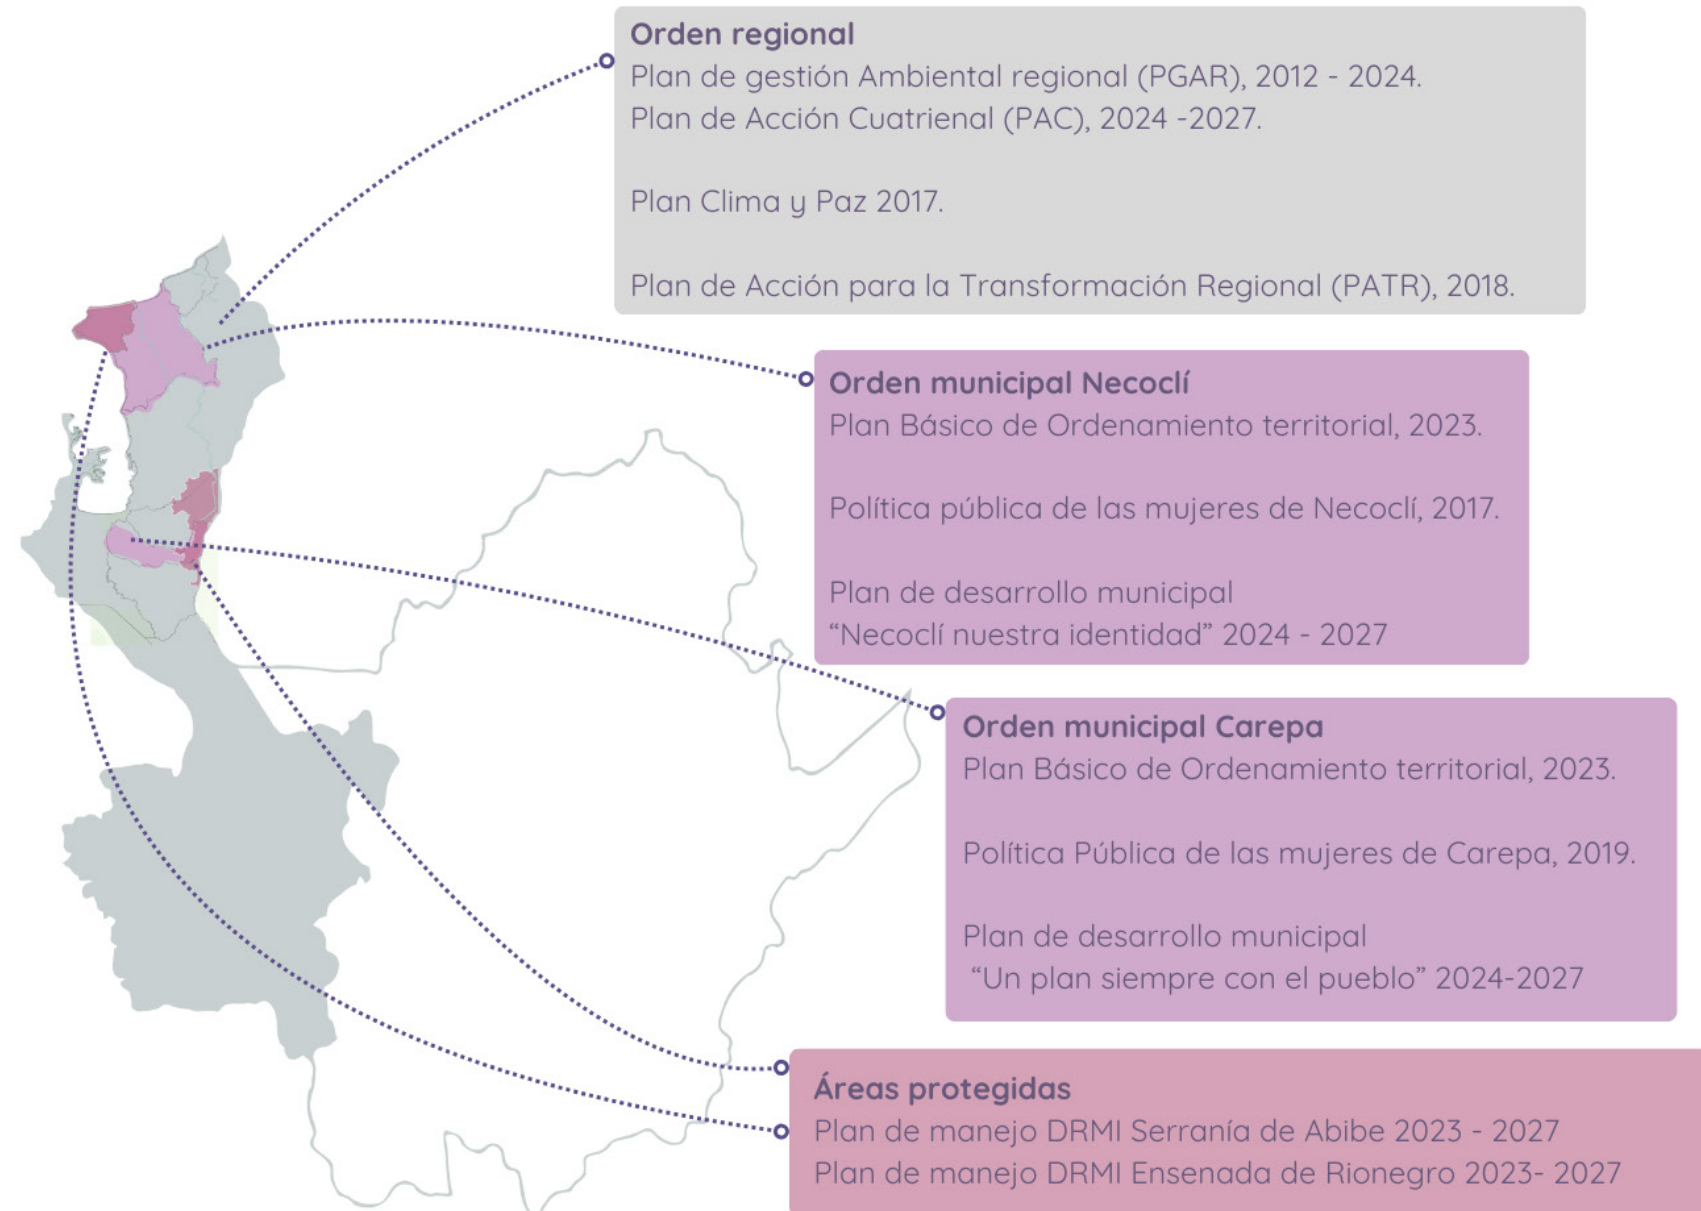 Orden regional
Plan de gestión Ambiental regional (PGAR), 2012 - 2024.
Plan de Acción Cuatrienal (PAC), 2024 -2027.
Plan Clima y Paz 2017.
Plan de Acción para la Transformación Regional (PATR), 2018.
Orden municipal Necoclí
Plan Básico de Ordenamiento territorial, 2023.
Política pública de las mujeres de Necoclí, 2017.
Plan de desarrollo municipal
“Necoclí nuestra identidad” 2024 - 2027
Orden municipal Carepa
Plan Básico de Ordenamiento territorial, 2023.
Política Pública de las mujeres de Carepa, 2019.
Plan de desarrollo municipal
“Un plan siempre con el pueblo” 2024-2027
Áreas protegidas
Plan de manejo DRMI Serranía de Abibe 2023 - 2027
Plan de manejo DRMI Ensenada de Rionegro 2023- 2027